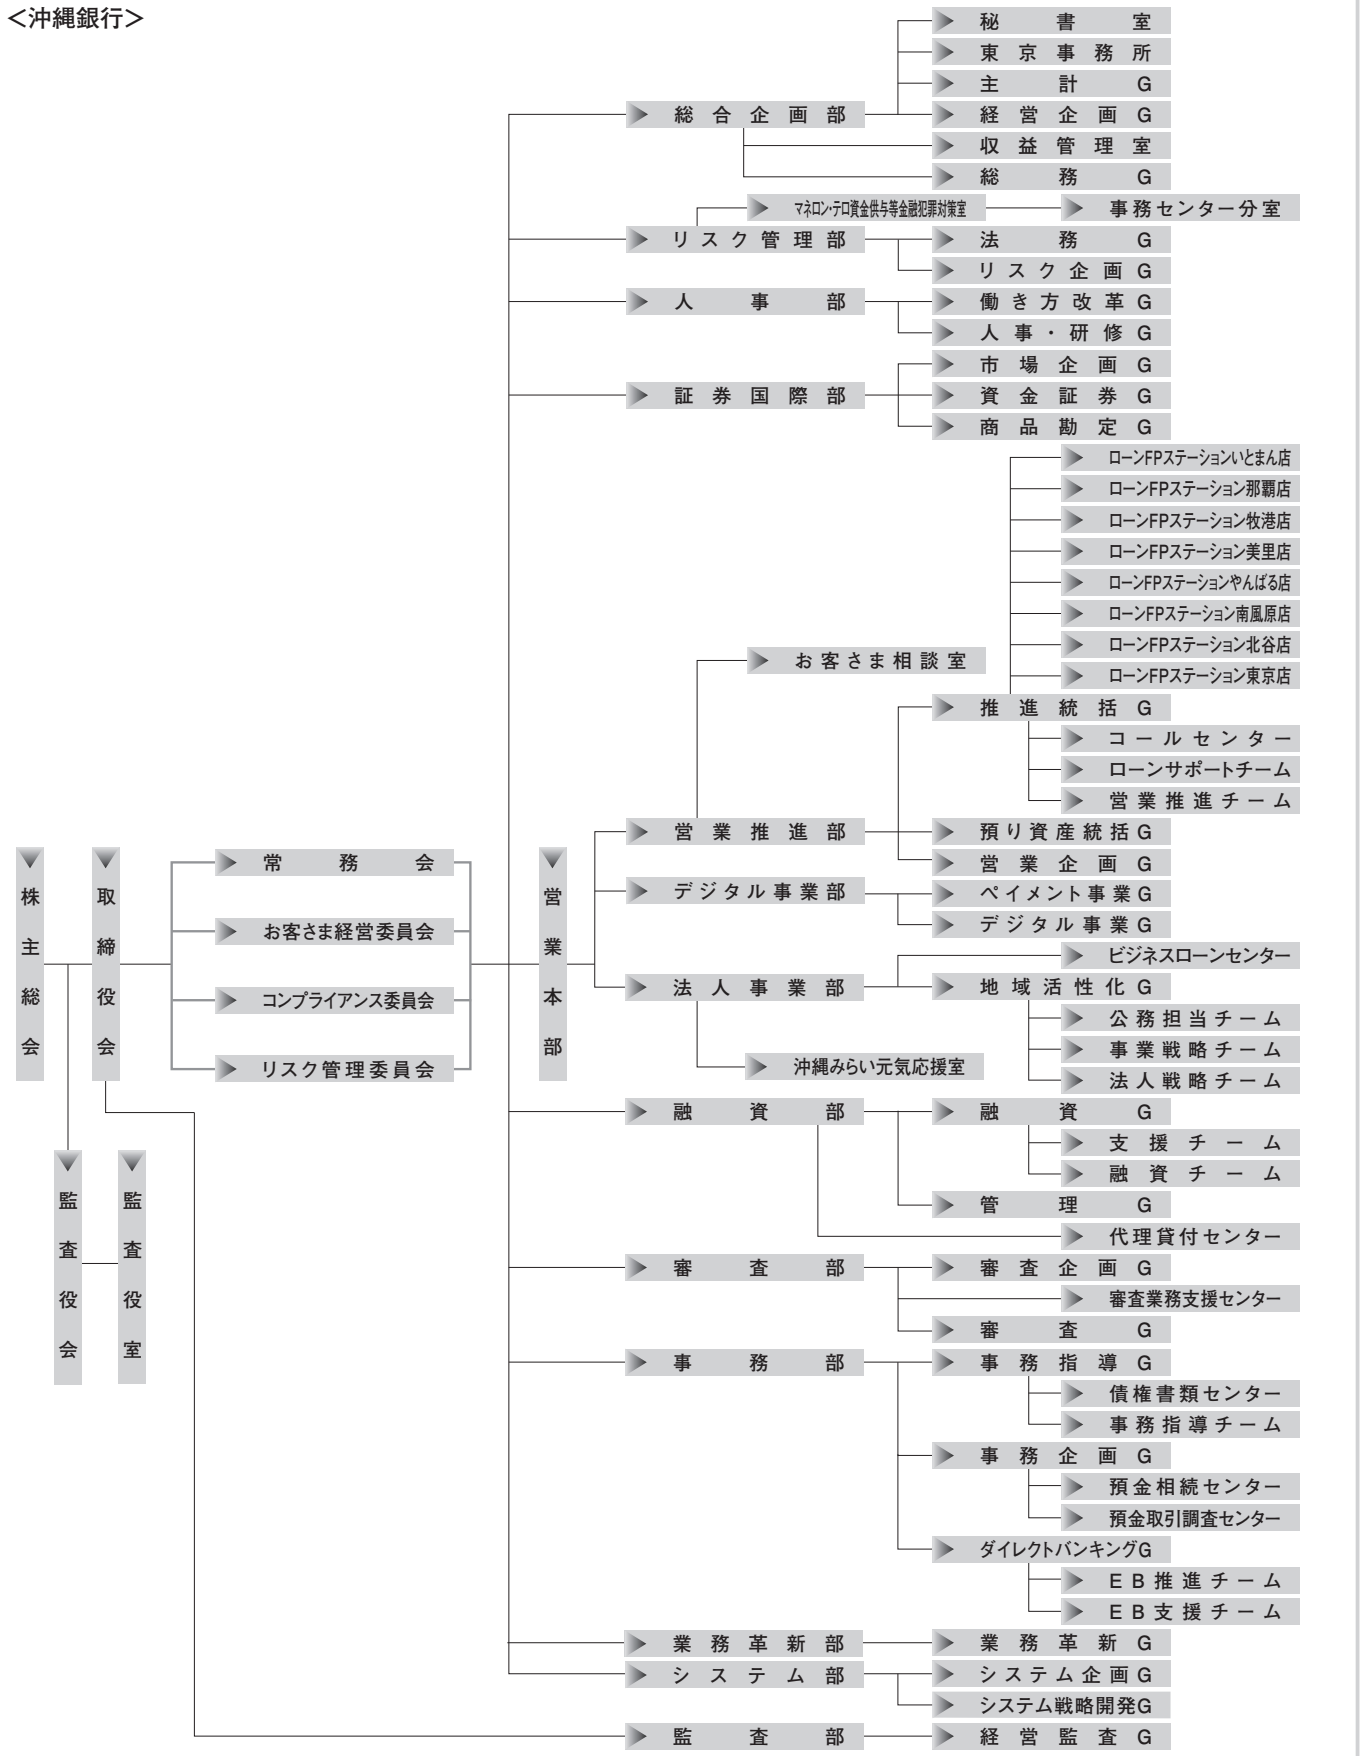 ＜沖縄銀行＞
秘書室
東京事務所
主計G
総合企画部
経営企画G
収益管理室
総務G
マネロン・テロ資金供与等金融犯罪対策室
事務センター分室
リスク管理部
法務G
リスク企画G
人事部
働き方改革G
人事・研修G
市場企画G
証券国際部
資金証券G
商品勘定G
ローンFPステーションいとまん店
ローンFPステーション那覇店
ローンFPステーション牧港店
ローンFPステーション美里店
ローンFPステーションやんばる店
ローンFPステーション南風原店
ローンFPステーション北谷店
お客さま相談室
ローンFPステーション東京店
推進統括G
コールセンター
ローンサポートチーム
営業推進チーム
営業推進部
預り資産統括G
営業企画G
株主総会
取締役会
常務会
お客さま経営委員会
コンプライアンス委員会
リスク管理委員会
営業本部
デジタル事業部
ペイメント事業G
デジタル事業G
ビジネスローンセンター
法人事業部
地域活性化G
公務担当チーム
事業戦略チーム
沖縄みらい元気応援室
法人戦略チーム
融資部
融資G
支援チーム
融資チーム
管理G
代理貸付センター
監査役会
監査役室
審査部
審査企画G
審査業務支援センター
審査G
事務部
事務指導G
債権書類センター
事務指導チーム
事務企画G
預金相続センター
預金取引調査センター
ダイレクトバンキングG
EB推進チーム
EB支援チーム
業務革新部
業務革新G
システム部
システム企画G
システム戦略開発G
監査部
経営監査G